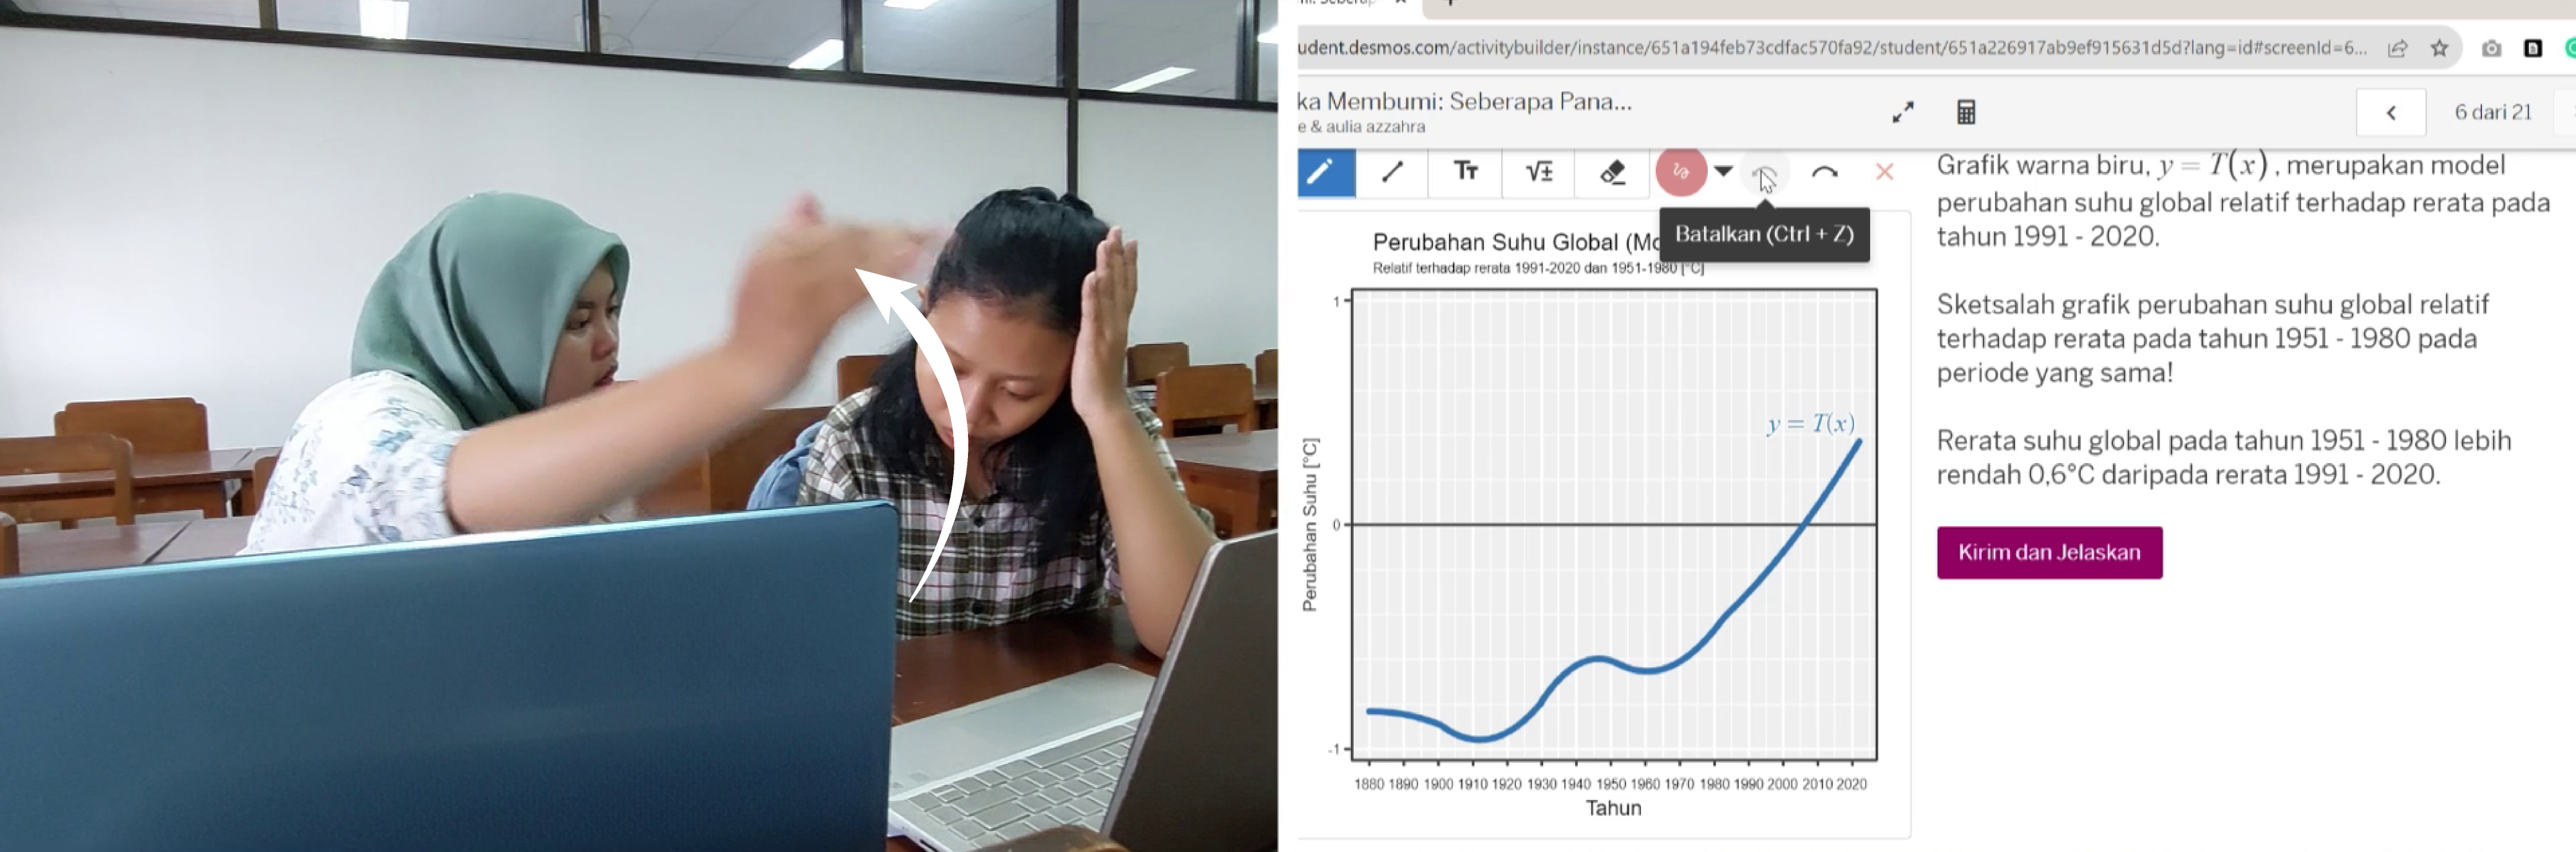 udent.desmos.com/activitybuilder/instance/651a194feb73cdfac570fa92/student/651a226917ab9ef915631d5d?lang=id#screenId=6...
ka Membumi: Seberapa Pana...
e & aulia azzahra
6 dari 21
Tт
√±
Batalkan (Ctrl + Z)
Perubahan Suhu Global (Mo
Relatif terhadap rerata 1991-2020 dan 1951-1980 [°C]
1
0
-1
Perubahan Suhu [°C]
y = T(x)
1880 1890 1900 1910 1920 1930 1940 1950 1960 1970 1980 1990 2000 2010 2020
Tahun
Grafik warna biru, y = T(x) , merupakan model
perubahan suhu global relatif terhadap rerata pada
tahun 1991 - 2020.
Sketsalah grafik perubahan suhu global relatif
terhadap rerata pada tahun 1951 - 1980 pada
periode yang sama!
Rerata suhu global pada tahun 1951 - 1980 lebih
rendah 0,6°C daripada rerata 1991 - 2020.
Kirim dan Jelaskan